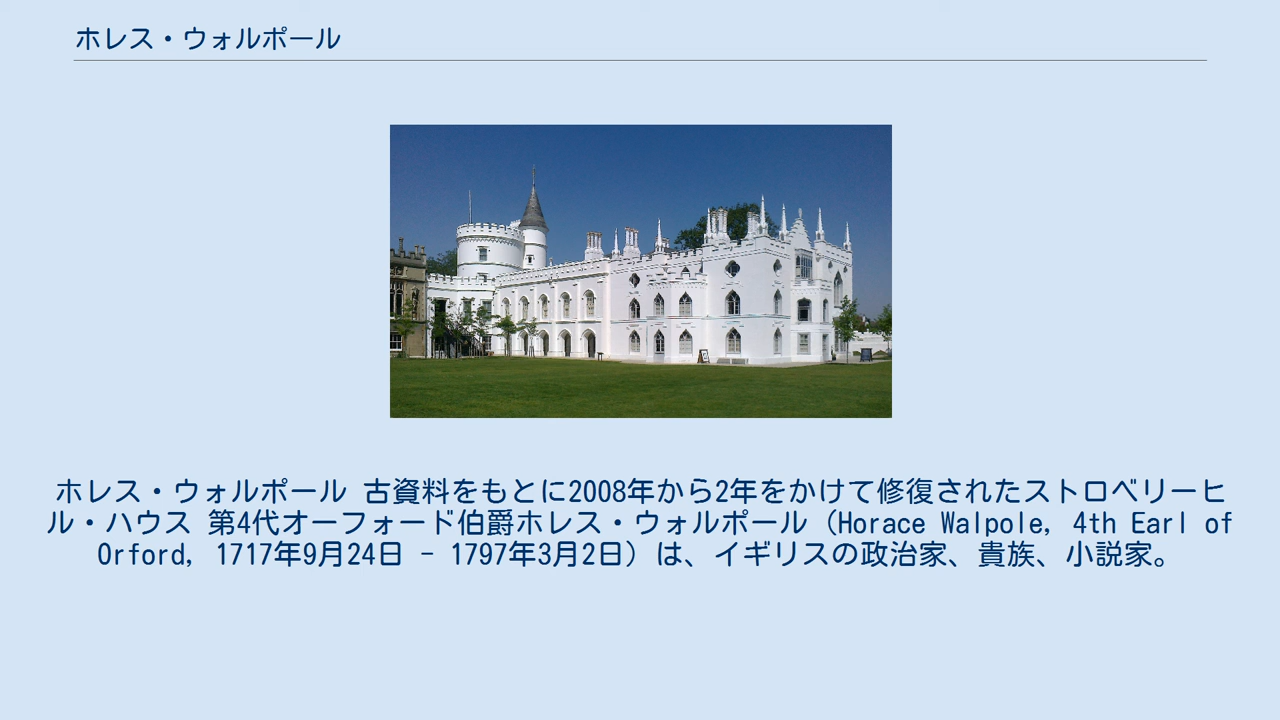 ホレス・ウォルポール
ホレス・ウォルポール 古資料をもとに2008年から2年をかけて修復されたストロベリーヒ
ル・ハウス 第4代オーフォード伯爵ホレス・ウォルポール（Horace Walpole, 4th Earl of
Orford, 1717年9月24日 - 1797年3月2日）は、イギリスの政治家、貴族、小説家。